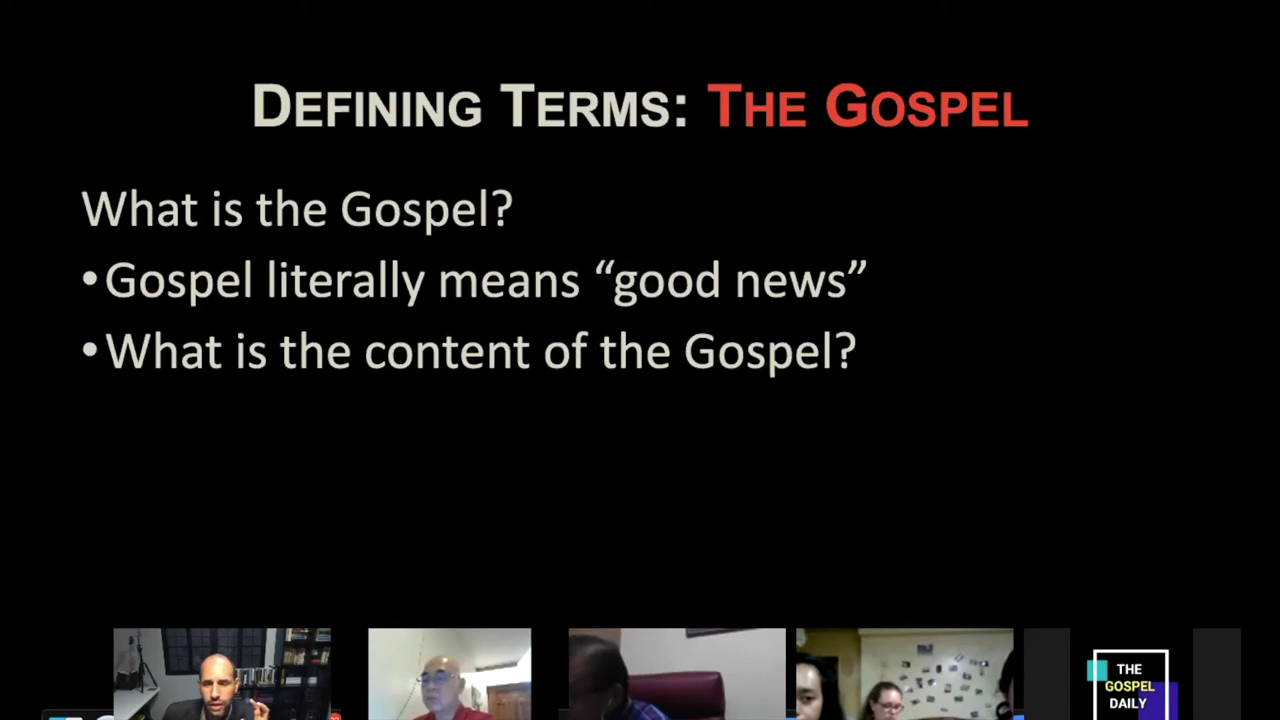 DEFINING TERMS: THE GOSPEL
What is the Gospel?
•Gospel literally means “good news”
•What is the content of the Gospel?
THE
GOSPEL
DAILY